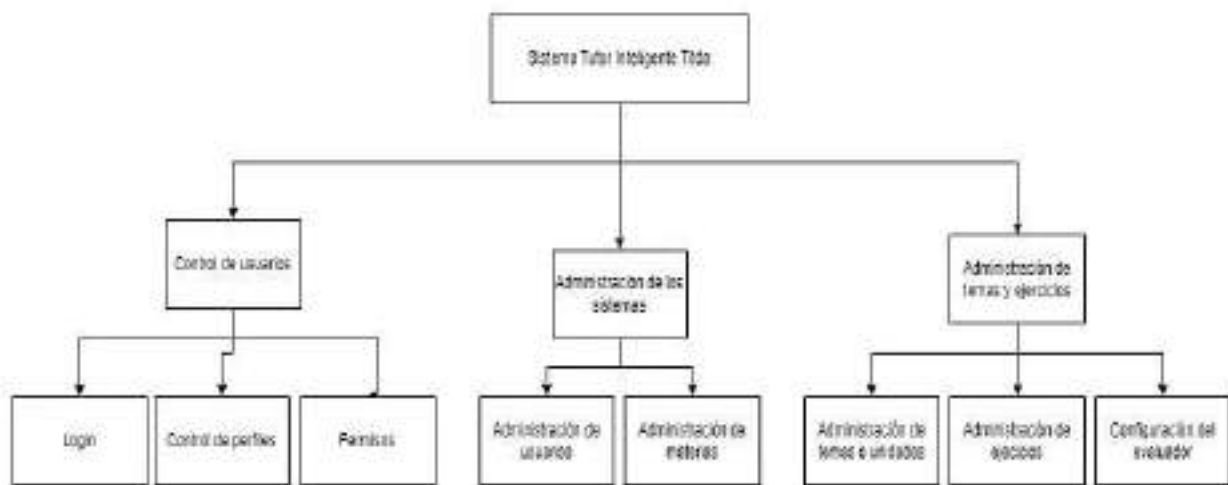 Sistema Tutor Inteligente
Control de usuarios
Administración de los
sistemas
Administración de
temas y ejercicios
Login
Control de perfiles
Permisos
Administración de
usuarios
Administración de
materias
Administración de
temas o unidades
Administración de
Configuración del
evaluador